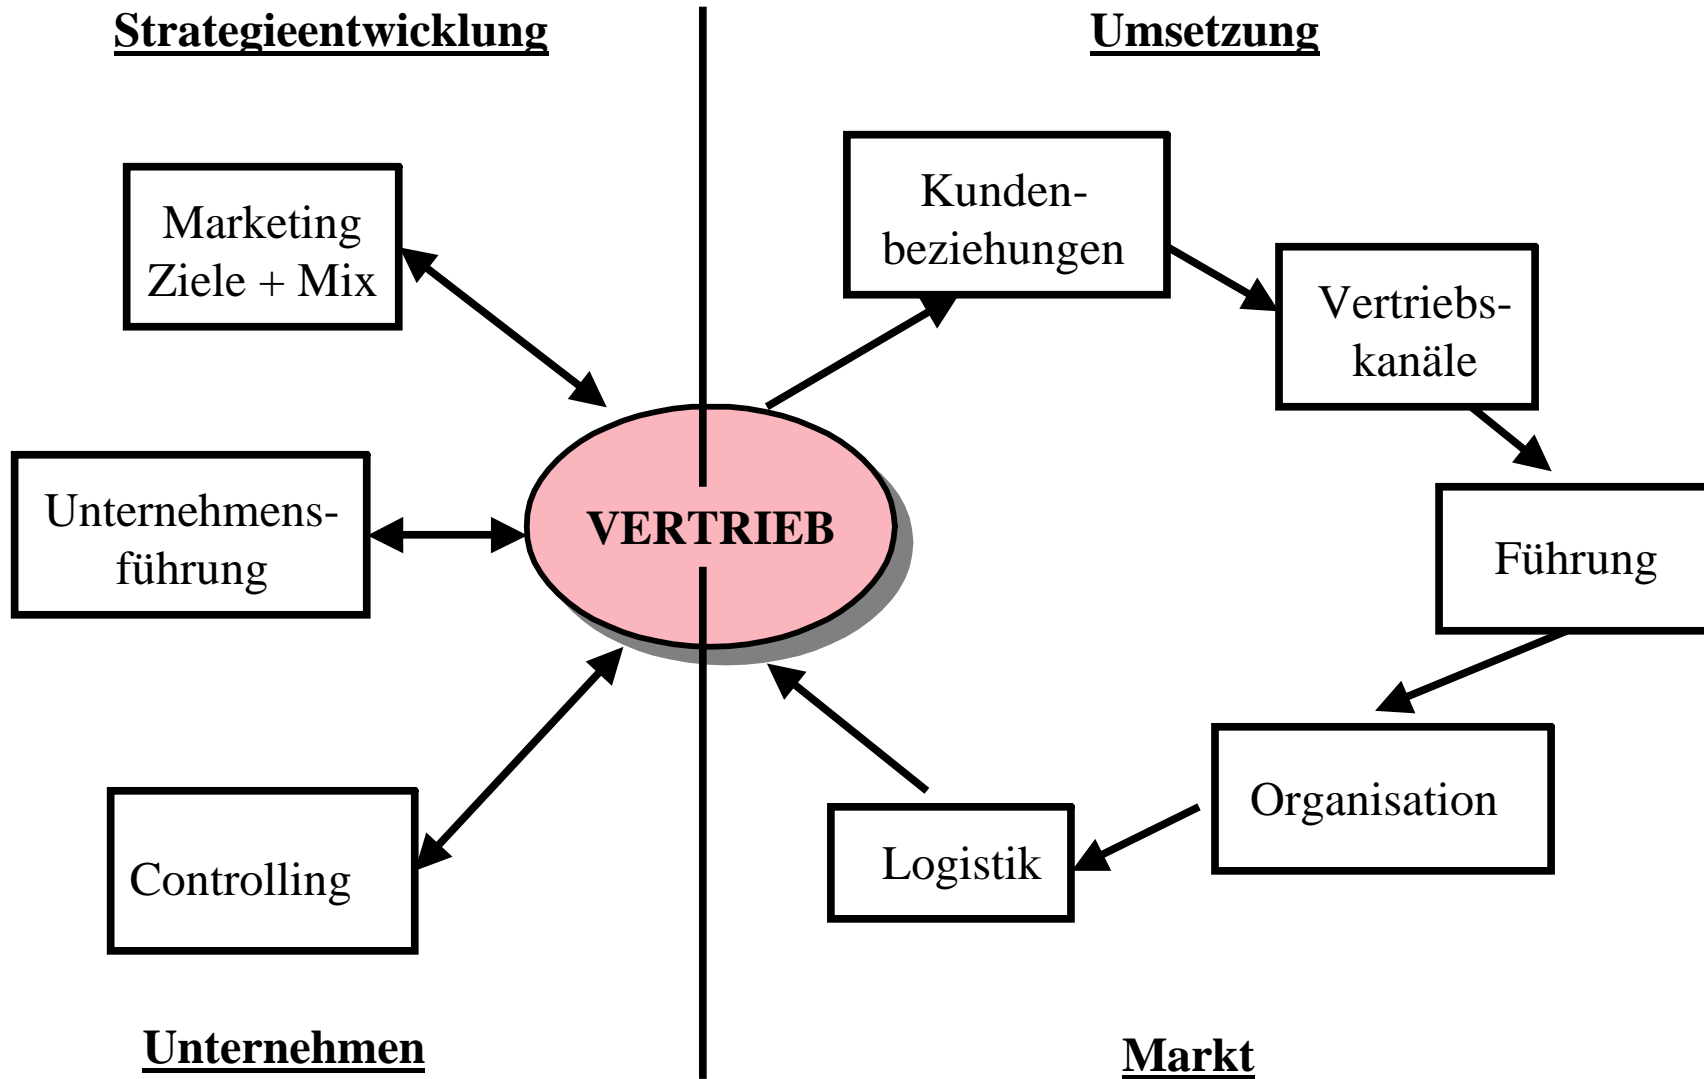 Strategieentwicklung
Umsetzung
Marketing
Ziele + Mix
Kunden-
beziehungen
Vertriebs-
kanäle
Unternehmens-
führung
VERTRIEB
Führung
Controlling
Logistik
Organisation
Unternehmen
Markt